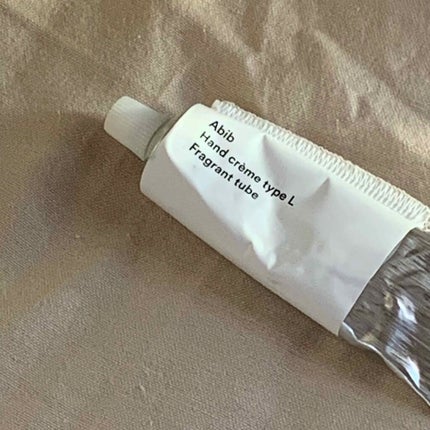 Abib
Hand crème type L
Fragrant tube